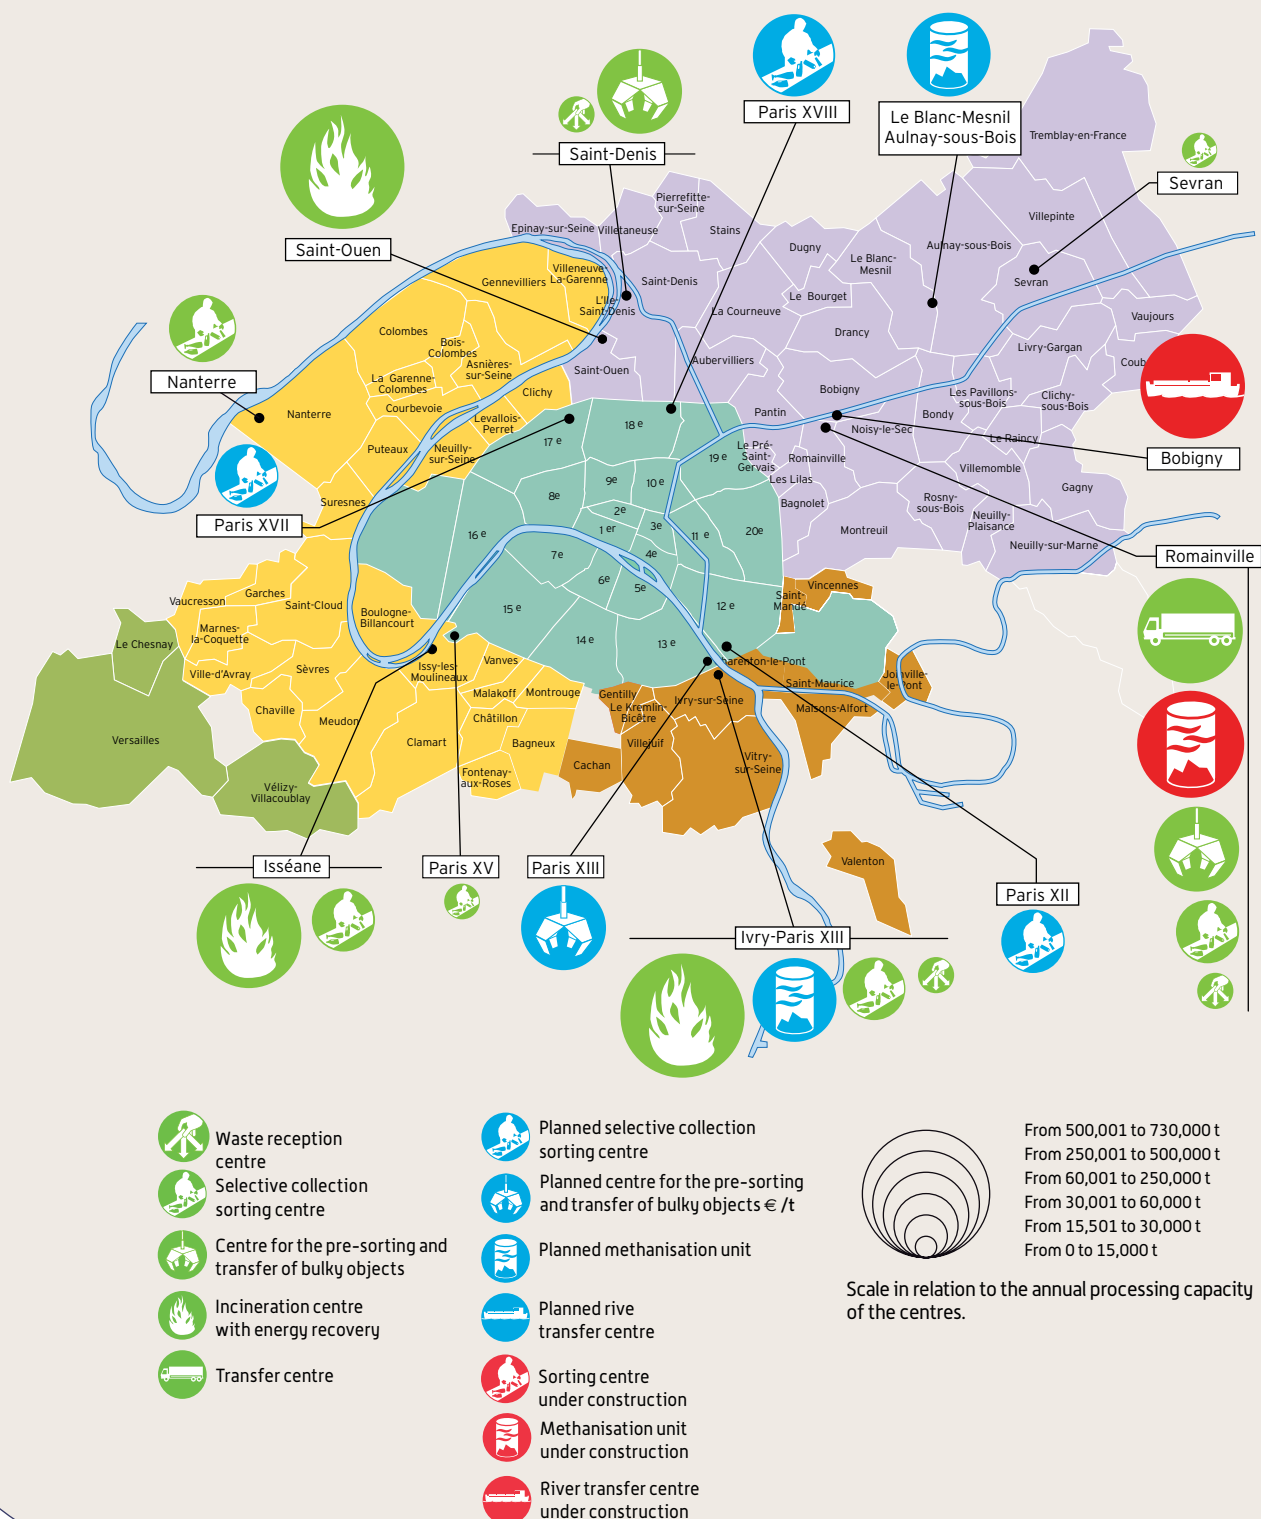 Paris XVIII
Le Blanc-Mesnil
Aulnay-sous-Bois
Saint-Denis
Sevran
Saint-Ouen
Nanterre
Paris XVII
Bobigny
Romainville
Tremblay-en-France
Villepinte
Pierrefitte-
sur-Seine
Epinay-sur-Seine
Villetaneuse
Stains
Dugny
Le Blanc-
Mesnil
Aulnay-sous-Bois
Sevran
Vaujours
Villeneuve-
La-Garenne
Gennevilliers
L'Ile-
Saint-Denis
Saint-Denis
La Courneuve
Le Bourget
Drancy
Livry-Gargan
Coub
Colombes
Bois-
Colombes
Asnières-
sur-Seine
La Garenne-
Colombes
Courbevoie
Clichy
Saint-Ouen
Aubervilliers
Bobigny
Les Pavillons-
sous-Bois
Clichy-
sous-Bois
Nanterre
Levallois-
Perret
Puteaux
Neuilly-
sur-Seine
Suresnes
Pantin
Bondy
Noisy-le-Sec
Le Raincy
Le Pré-
Saint-
Gervais
Romainville
Les Lilas
Villemomble
Gagny
Bagnolet
Rosny-
sous-Bois
Neuilly-
Plaisance
Montreuil
Neuilly-sur-Marne
17 e
18 e
19 e
8e
9e
10 e
2e
16 e
1 er
3e
11 e
20e
7e
4e
6e
5e
15 e
12 e
14 e
13 e
Vincennes
Saint-
Mandé
Garches
Vaucresson
Saint-Cloud
Boulogne-
Billancourt
Marnes-
la-Coquette
Le Chesnay
Ville-d'Avray
Sèvres
Issy-les-
Moulineaux
Vanves
Malakoff
Montrouge
Chaville
Meudon
Châtillon
Clamart
Bagneux
Versailles
Vélizy-
Villacoublay
Fontenay-
aux-Roses
Cachan
Gentilly
Le Kremlin-
Bicêtre
Ivry-sur-Seine
Villejuif
Vitry-
sur-Seine
arenton-le-Pont
Saint-Maurice
Joinville-
le-Pont
Maisons-Alfort
Valenton
Isséane
Paris XV
Paris XIII
Paris XII
Ivry-Paris XIII
Waste reception
centre
Selective collection
sorting centre
Centre for the pre-sorting and
transfer of bulky objects
Incineration centre
with energy recovery
Transfer centre
Planned selective collection
sorting centre
Planned centre for the pre-sorting
and transfer of bulky objects € /t
Planned methanisation unit
Planned rive
transfer centre
Sorting centre
under construction
Methanisation unit
under construction
River transfer centre
under construction
From 500,001 to 730,000 t
From 250,001 to 500,000 t
From 60,001 to 250,000 t
From 30,001 to 60,000 t
From 15,501 to 30,000 t
From 0 to 15,000 t
Scale in relation to the annual processing capacity
of the centres.